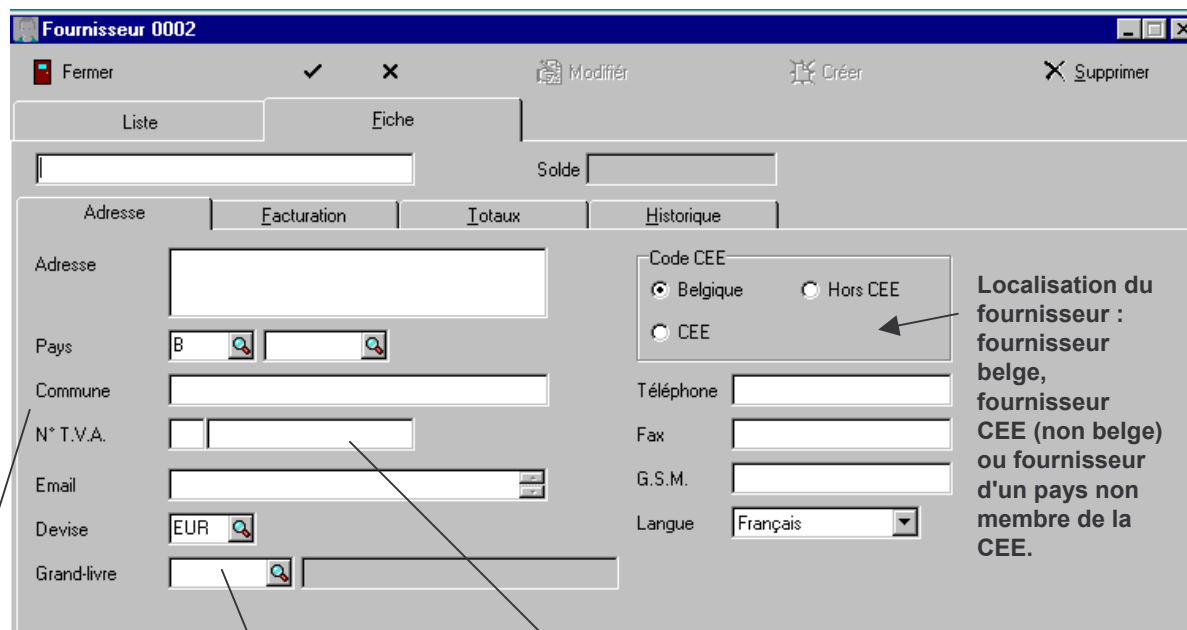 Fournisseur 0002
Fermer Modifiér Créer Supprimer
Liste Fiche
Solde
Adresse Facturation Totaux Historique
Adresse
Pays B
Commune
N° T.V.A.
Email
Devise EUR
Grand-livre
Code CEE
Belgique Hors CEE
CEE
Téléphone
Fax
G.S.M.
Langue Français
Localisation du
fournisseur :
fournisseur
belge,
fournisseur
CEE (non belge)
ou fournisseur
d'un pays non
membre de la
CEE.